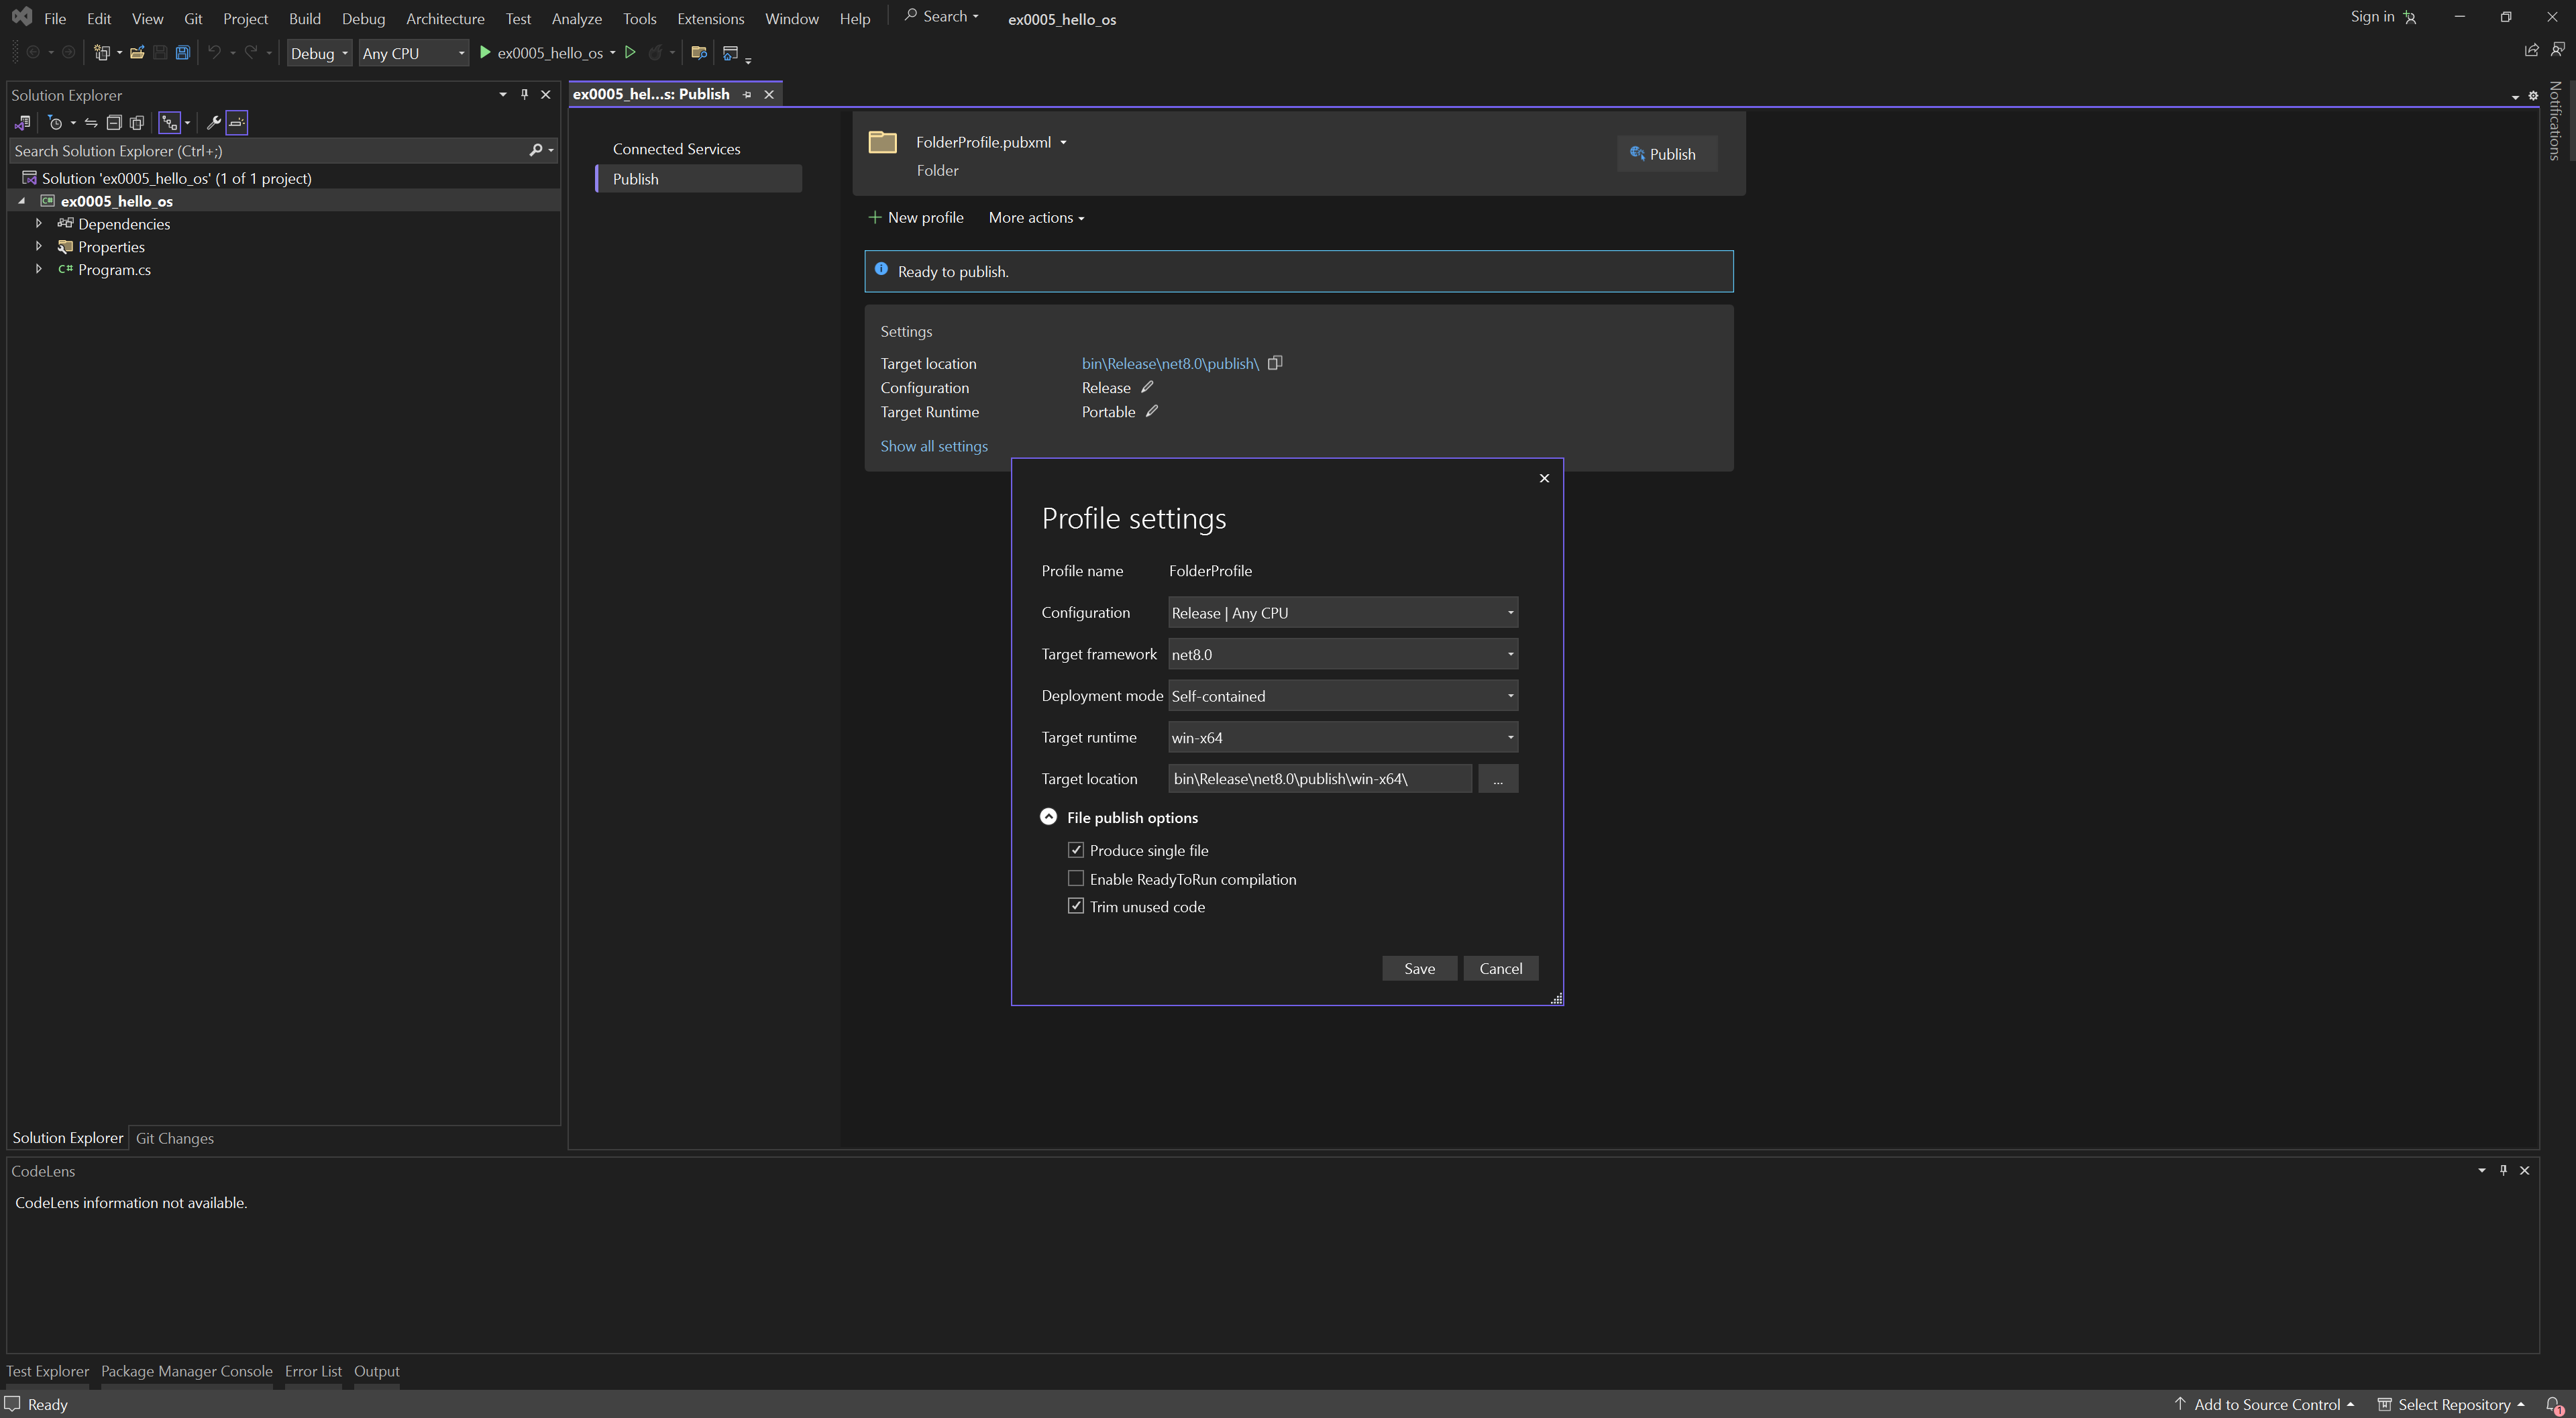 File Edit View Git Project Build Debug Architecture Test Analyze Tools Extensions Window Help Search ex0005_hello_os Sign in
Debug Any CPU ex0005_hello_os
Solution Explorer
Search Solution Explorer (Ctrl+;)
Solution 'ex0005_hello_os' (1 of 1 project)
C# ex0005_hello_os
Dependencies
Properties
C# Program.cs
Solution Explorer Git Changes
ex0005_hel...s: Publish
Connected Services
Publish
FolderProfile.pubxml
Folder
Publish
New profile More actions
Ready to publish.
Settings
Target location bin\Release\net8.0\publish\
Configuration Release
Target Runtime Portable
Show all settings
Profile settings
Profile name FolderProfile
Configuration Release | Any CPU
Target framework net8.0
Deployment mode Self-contained
Target runtime win-x64
Target location bin\Release\net8.0\publish\win-x64\ ...
File publish options
Produce single file
Enable ReadyToRun compilation
Trim unused code
Save Cancel
Notifications
CodeLens
CodeLens information not available.
Test Explorer Package Manager Console Error List Output
Ready Add to Source Control Select Repository 1